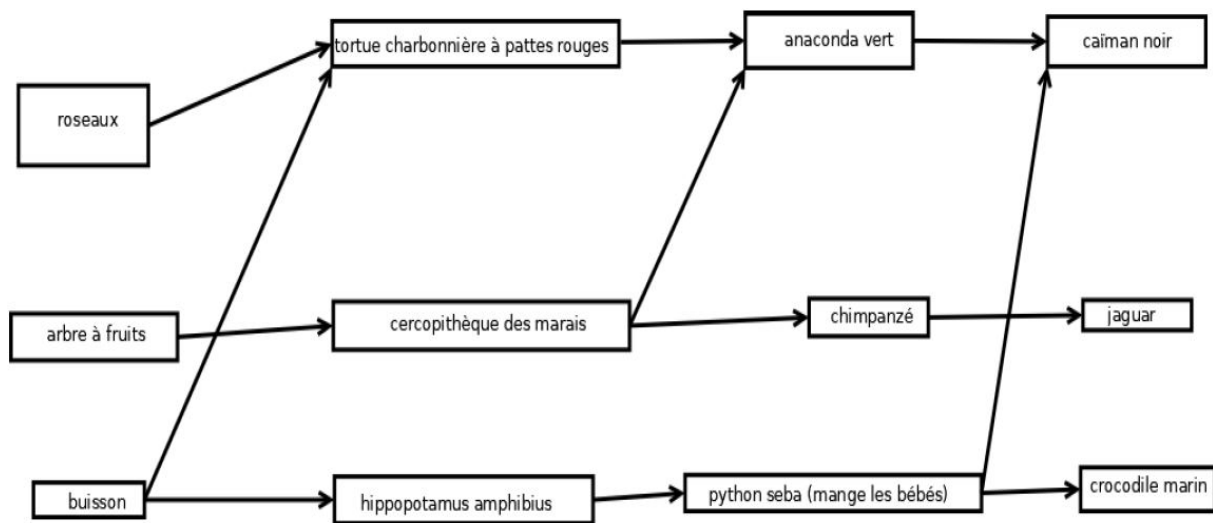 tortue charbonnière à pattes rouges
anaconda vert
caïman noir
roseaux
arbre à fruits
cercopithèque des marais
chimpanzé
jaguar
buisson
hippopotamus amphibius
python seba (mange les bébés)
crocodile marin